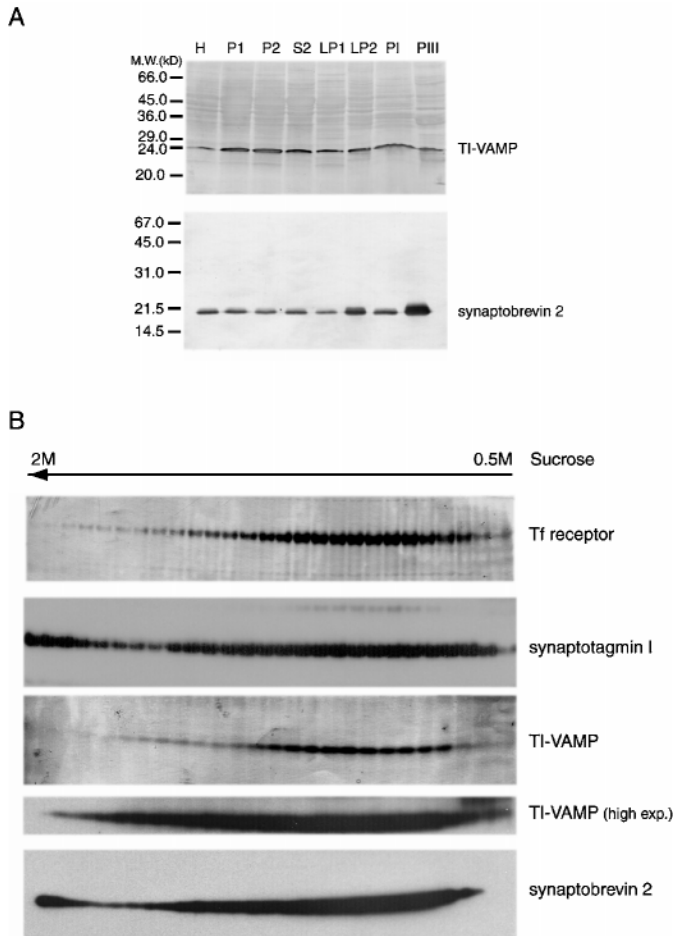 A
H P1 P2 S2 LP1 LP2 PI PIII
M.W.(kD)
66.0
45.0
36.0
29.0
24.0
TI-VAMP
20.0
67.0
45.0
31.0
21.5
synaptobrevin 2
14.5
B
2M 0.5M Sucrose
Tf receptor
synaptotagmin I
TI-VAMP
TI-VAMP (high exp.)
synaptobrevin 2